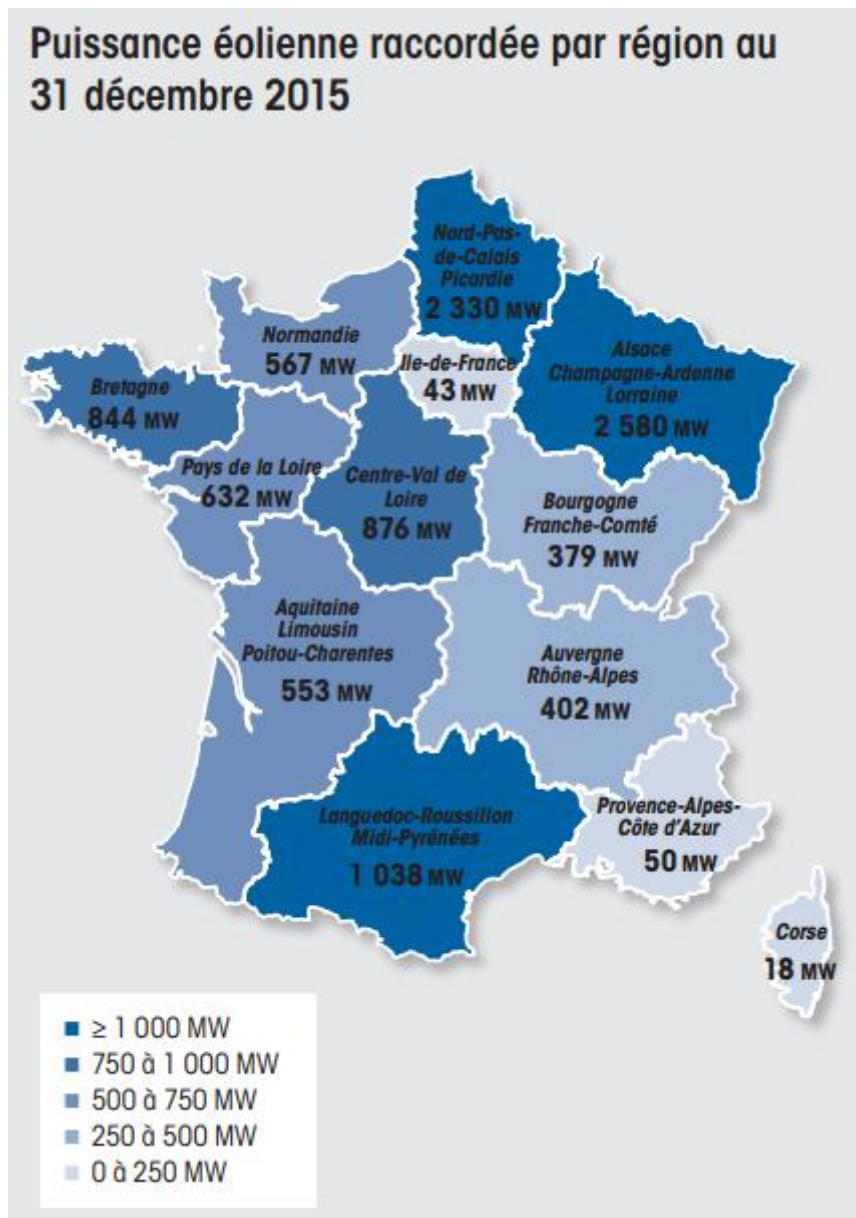 Puissance éolienne raccordée par région au
31 décembre 2015
Nord-Pas-
de-Calais
Picardie
2 330 MW
Normandie
567 MW
Ile-de-France
43 MW
Alsace
Champagne-Ardenne
Lorraine
2 580 MW
Bretagne
844 MW
Pays de la Loire
632 MW
Centre-Val de
Loire
876 MW
Bourgogne
Franche-Comté
379 MW
Aquitaine
Limousin
Poitou-Charentes
553 MW
Auvergne
Rhône-Alpes
402 MW
Languedoc-Roussillon
Midi-Pyrénées
1 038 MW
Provence-Alpes-
Côte d'Azur
50 MW
Corse
18 MW
≥ 1 000 MW
750 à 1 000 MW
500 à 750 MW
250 à 500 MW
0 à 250 MW